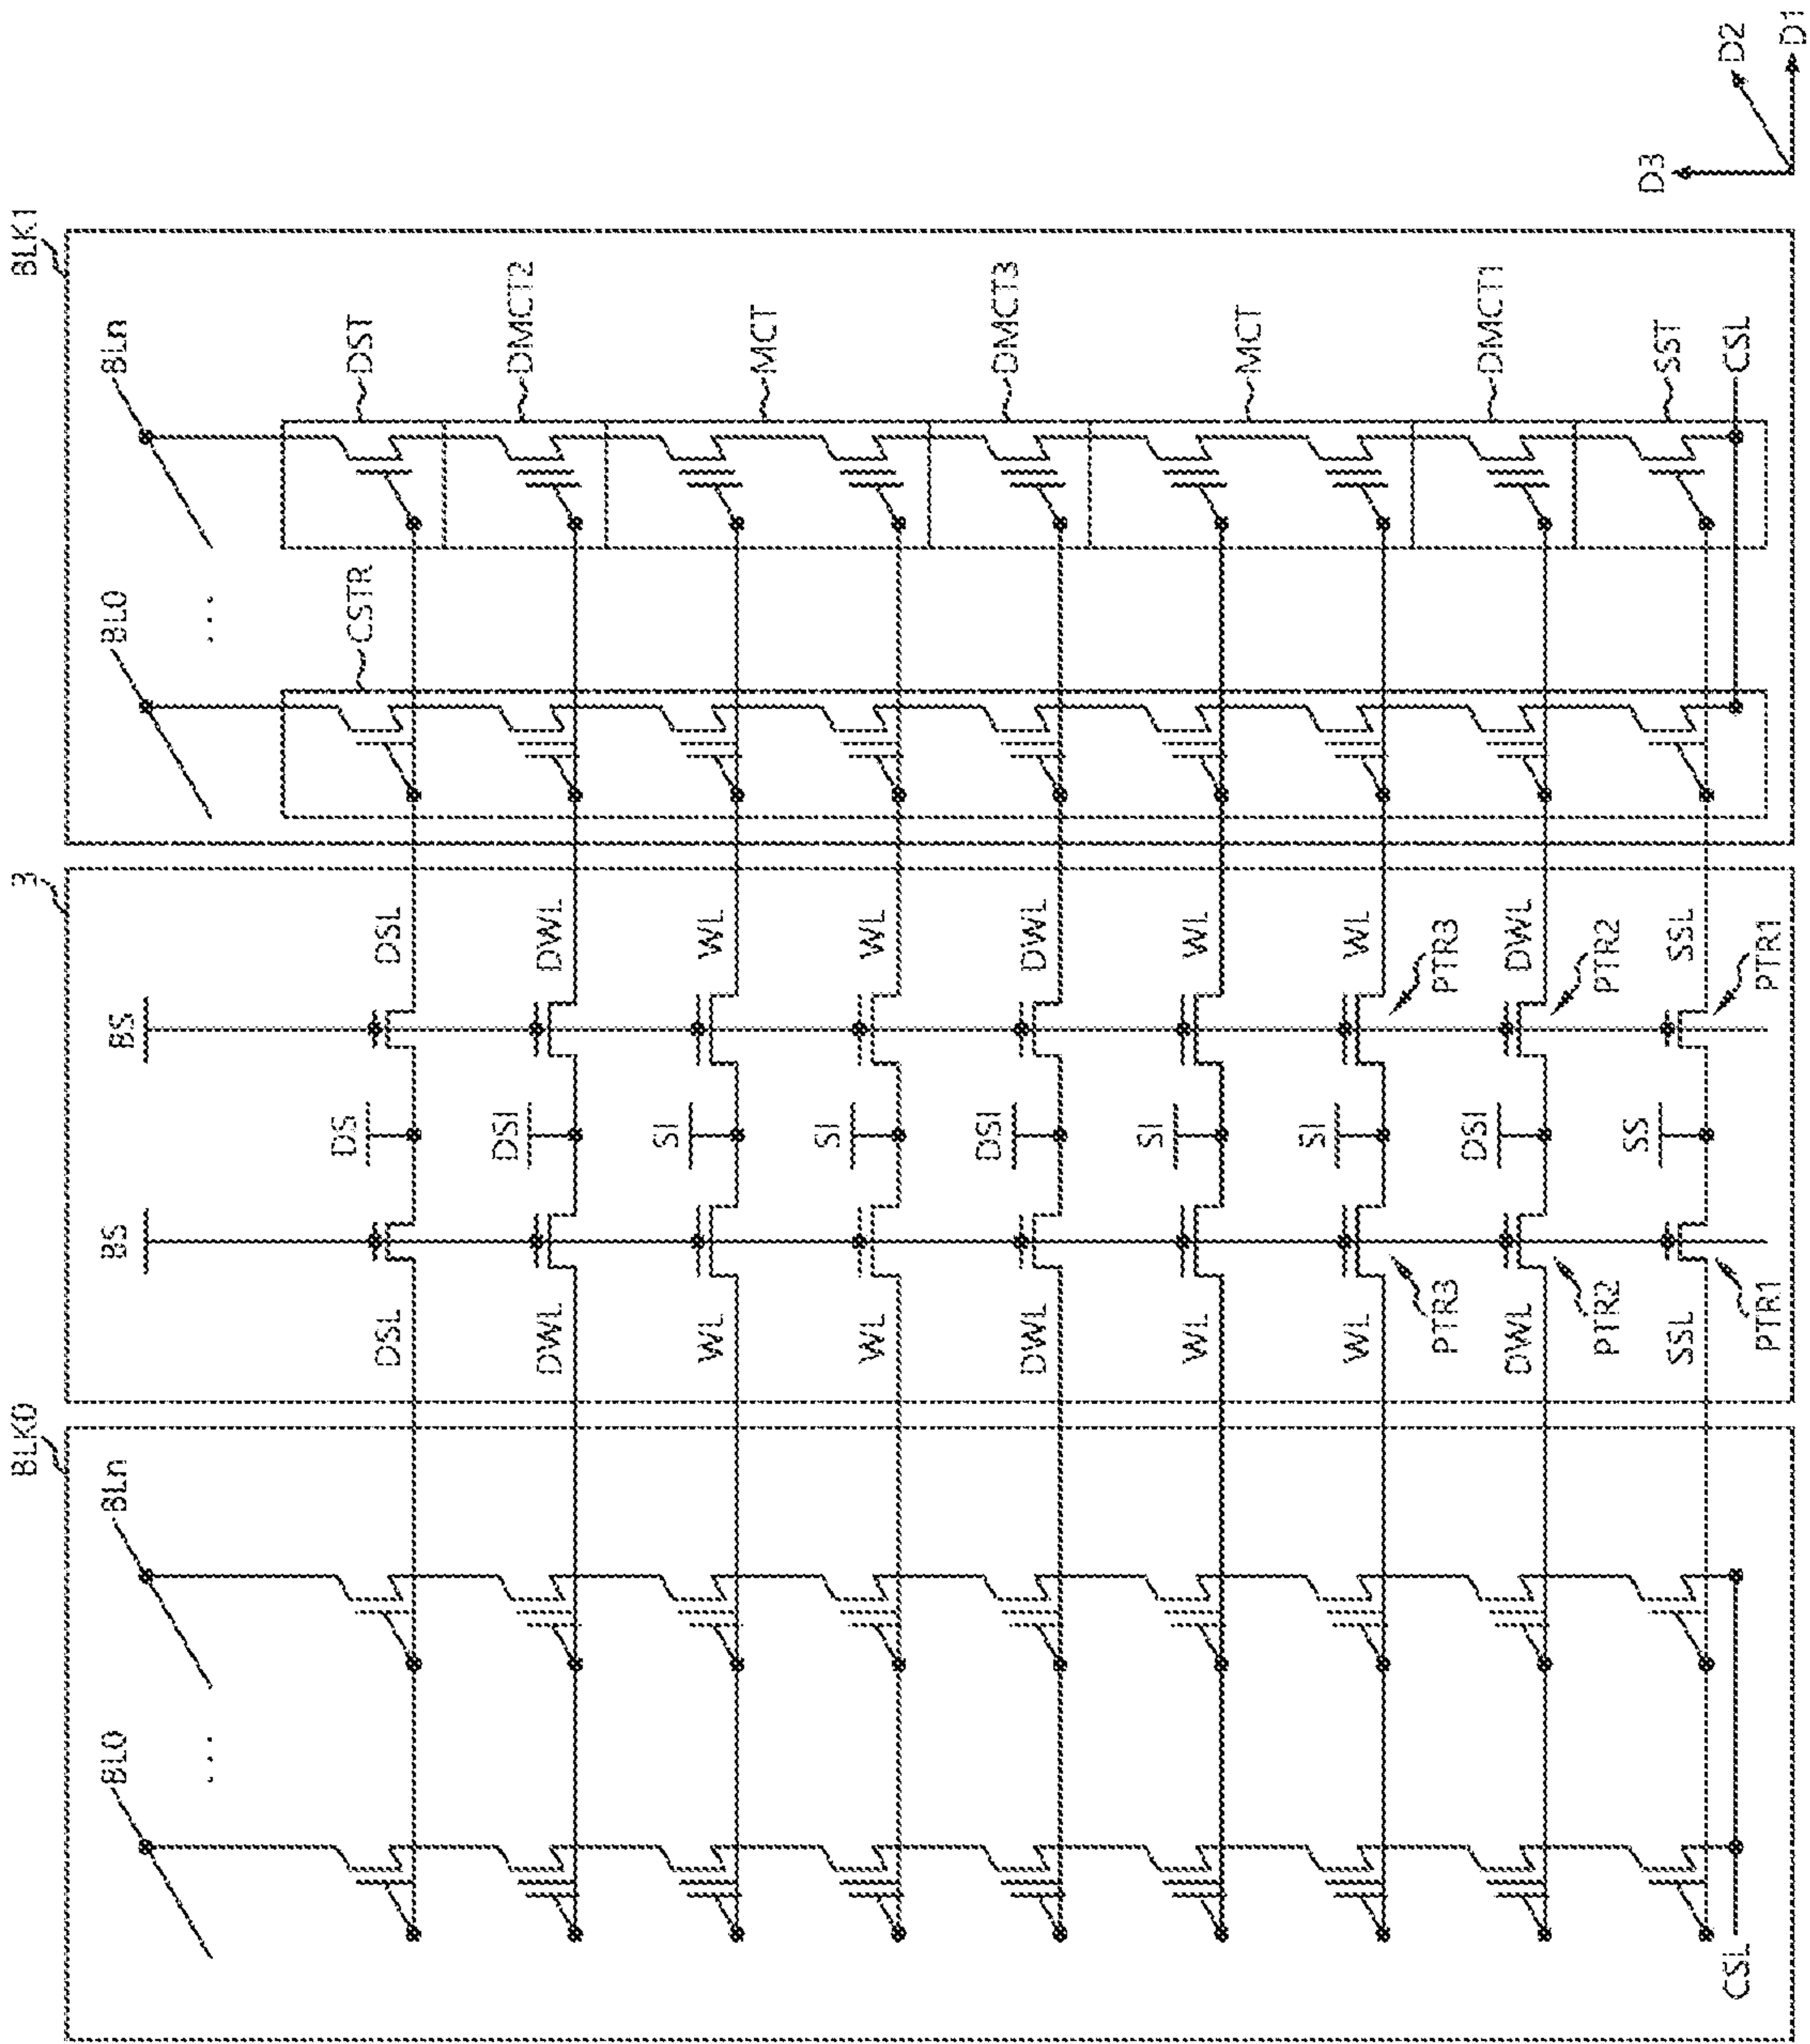 BLK0 3 BLK1
BL0 BLn BS BS BL0 BLn
... ...
DSL DS DSL CSTR DST
DWL DSI DWL DMCT2
WL SI WL MCT
WL SI WL
DWL DSI DWL DMCT3
WL SI WL MCT
WL SI WL
PTR3 PTR3
DWL DSI DWL DMCT1
PTR2 PTR2
SSL SS SSL SST
CSL PTR1 PTR1 CSL
D3
D2
D1